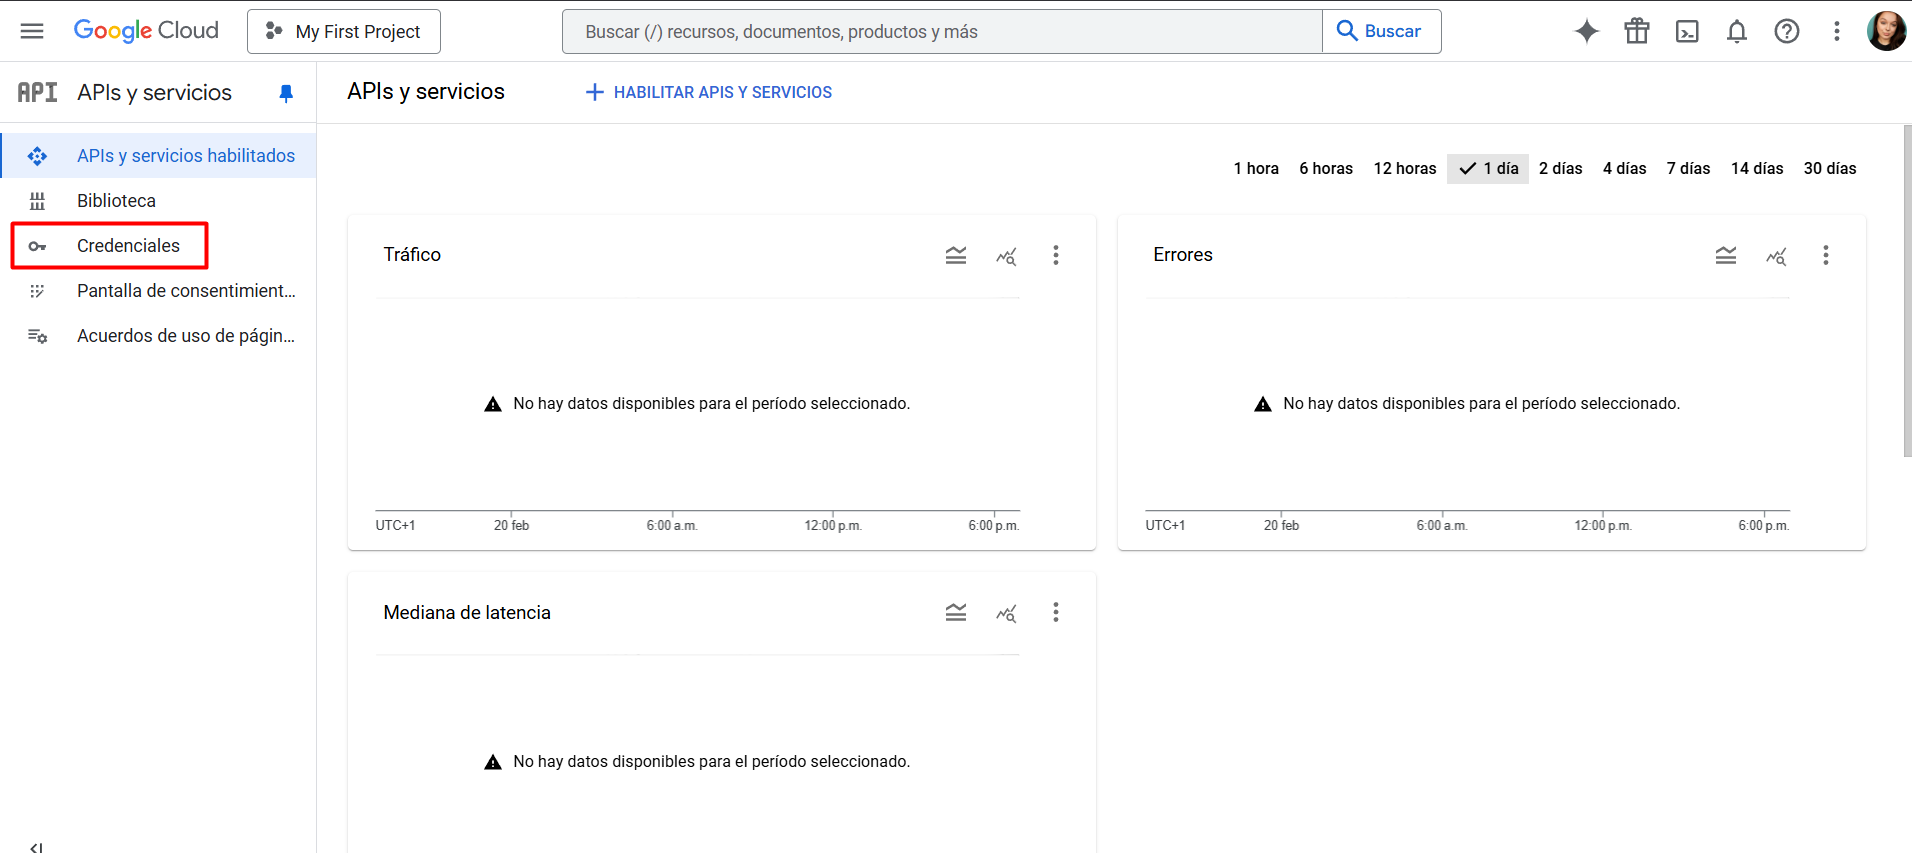 Google Cloud
My First Project
Buscar (/) recursos, documentos, productos y más
Buscar
API APIs y servicios
APIs y servicios
HABILITAR APIS Y SERVICIOS
APIs y servicios habilitados
Biblioteca
Credenciales
Pantalla de consentimient...
Acuerdos de uso de págin...
1 hora 6 horas 12 horas 1 día 2 días 4 días 7 días 14 días 30 días
Tráfico
No hay datos disponibles para el período seleccionado.
UTC+1 20 feb 6:00 a.m. 12:00 p.m. 6:00 p.m.
Errores
No hay datos disponibles para el período seleccionado.
UTC+1 20 feb 6:00 a.m. 12:00 p.m. 6:00 p.m.
Mediana de latencia
No hay datos disponibles para el período seleccionado.